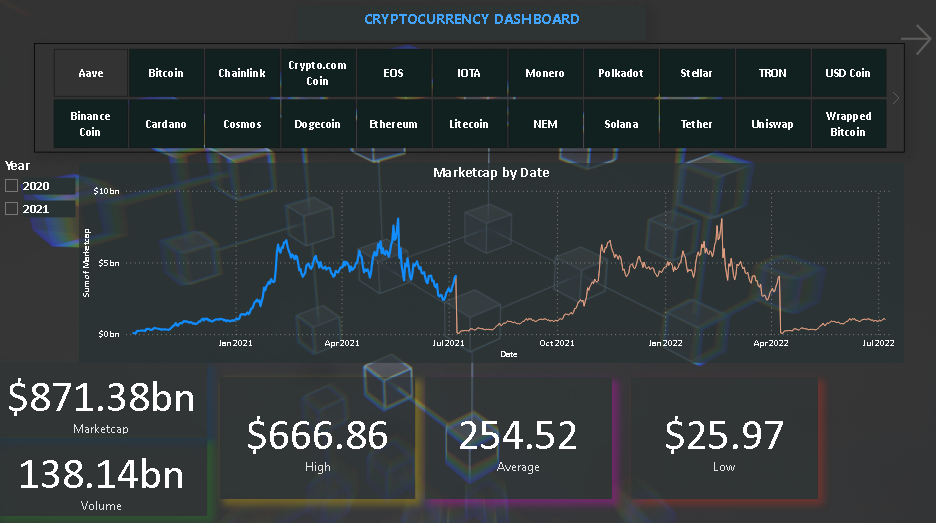 CRYPTOCURRENCY DASHBOARD
Aave
Bitcoin
Chainlink
Crypto.com
Coin
EOS
IOTA
Monero
Polkadot
Stellar
TRON
USD Coin
Binance
Coin
Cardano
Cosmos
Dogecoin
Ethereum
Litecoin
NEM
Solana
Tether
Uniswap
Wrapped
Bitcoin
Year
2020
2021
Marketcap by Date
Sum of Marketcap
$10bn
$5bn
$0bn
Jan 2021 Apr 2021 Jul 2021 Oct 2021 Jan 2022 Apr 2022 Jul 2022
Date
$871.38bn
Marketcap
138.14bn
Volume
$666.86
High
254.52
Average
$25.97
Low